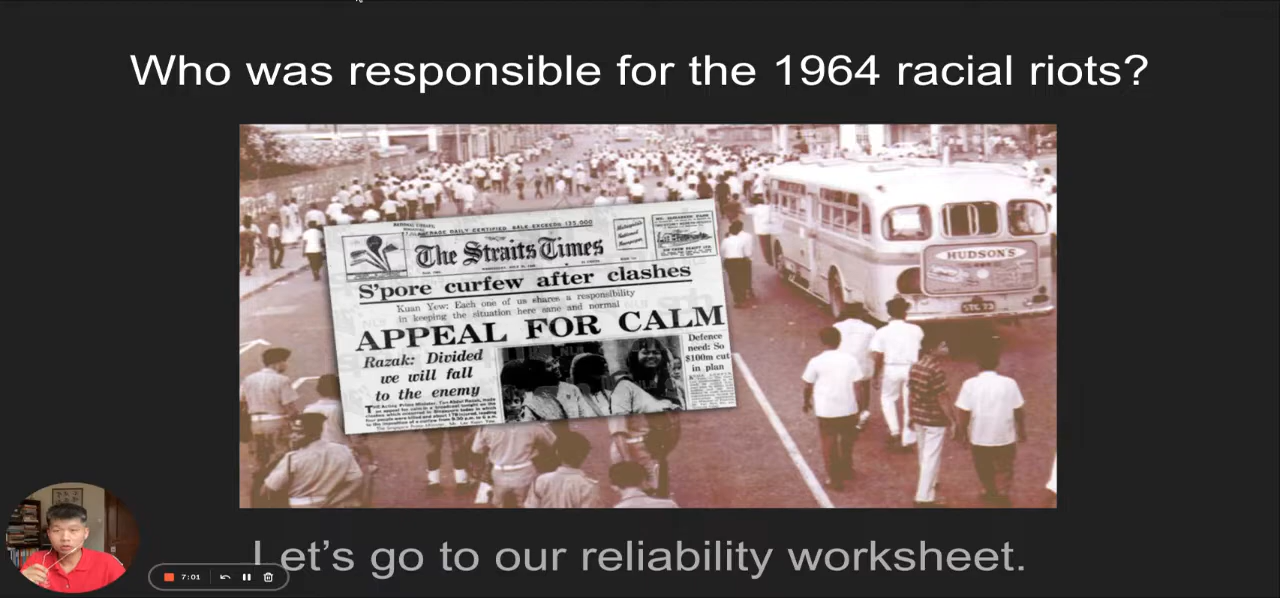 Who was responsible for the 1964 racial riots?
The Straits Times
S'pore curfew after clashes
Kuan Yew: Each one of us shares a responsibility
in keeping the situation here sane and normal
APPEAL FOR CALM
Razak: Divided
we will fall
to the enemy
Defence
need: So
$100m cut
in plan
HUDSON'S
STC 73
Let's go to our reliability worksheet.
7:01